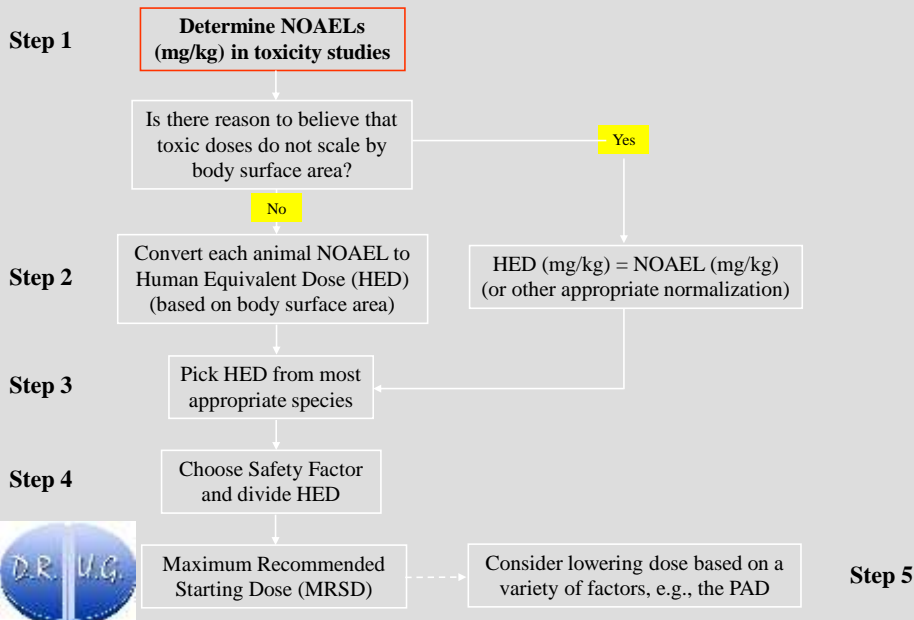 Step 1
Determine NOAELs
(mg/kg) in toxicity studies
Is there reason to believe that
toxic doses do not scale by
body surface area?
Yes
No
Step 2
Convert each animal NOAEL to
Human Equivalent Dose (HED)
(based on body surface area)
HED (mg/kg) = NOAEL (mg/kg)
(or other appropriate normalization)
Step 3
Pick HED from most
appropriate species
Step 4
Choose Safety Factor
and divide HED
D.R. U.G.
Maximum Recommended
Starting Dose (MRSD)
Consider lowering dose based on a
variety of factors, e.g., the PAD
Step 5